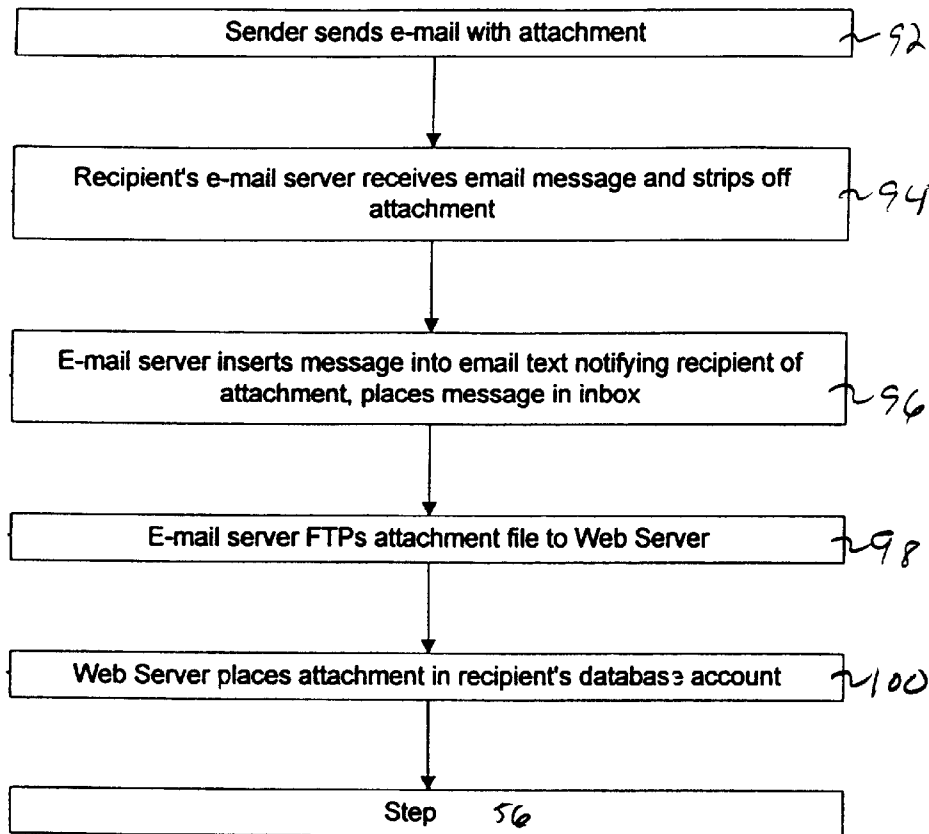 Sender sends e-mail with attachment 92
Recipient's e-mail server receives email message and strips off
attachment
94
E-mail server inserts message into email text notifying recipient of
attachment, places message in inbox
96
E-mail server FTPs attachment file to Web Server 98
Web Server places attachment in recipient's database account 100
Step 56